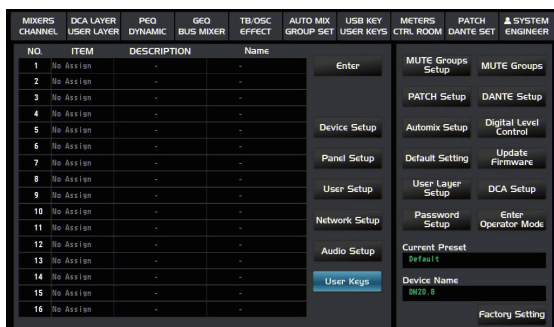 MIXERS DCA LAYER PEQ GEQ TB/OSC AUTO MIX USB KEY METERS PATCH SYSTEM
CHANNEL USER LAYER DYNAMIC BUS MIXER EFFECT GROUP SET USER KEYS CTRL ROOM DANTE SET ENGINEER
NO. ITEM DESCRIPTION Name
1 No Assign - -
2 No Assign - -
3 No Assign - -
4 No Assign - -
5 No Assign - -
6 No Assign - -
7 No Assign - -
8 No Assign - -
9 No Assign - -
10 No Assign - -
11 No Assign - -
12 No Assign - -
13 No Assign - -
14 No Assign - -
15 No Assign - -
16 No Assign - -
Enter
Device Setup
Panel Setup
User Setup
Network Setup
Audio Setup
User Keys
MUTE Groups
Setup
MUTE Groups
PATCH Setup
DANTE Setup
Automix Setup
Digital Level
Control
Default Setting
Update
Firmware
User Layer
Setup
DCA Setup
Password
Setup
Enter
Operator Mode
Current Preset
Default
Device Name
DM20.8
Factory Setting